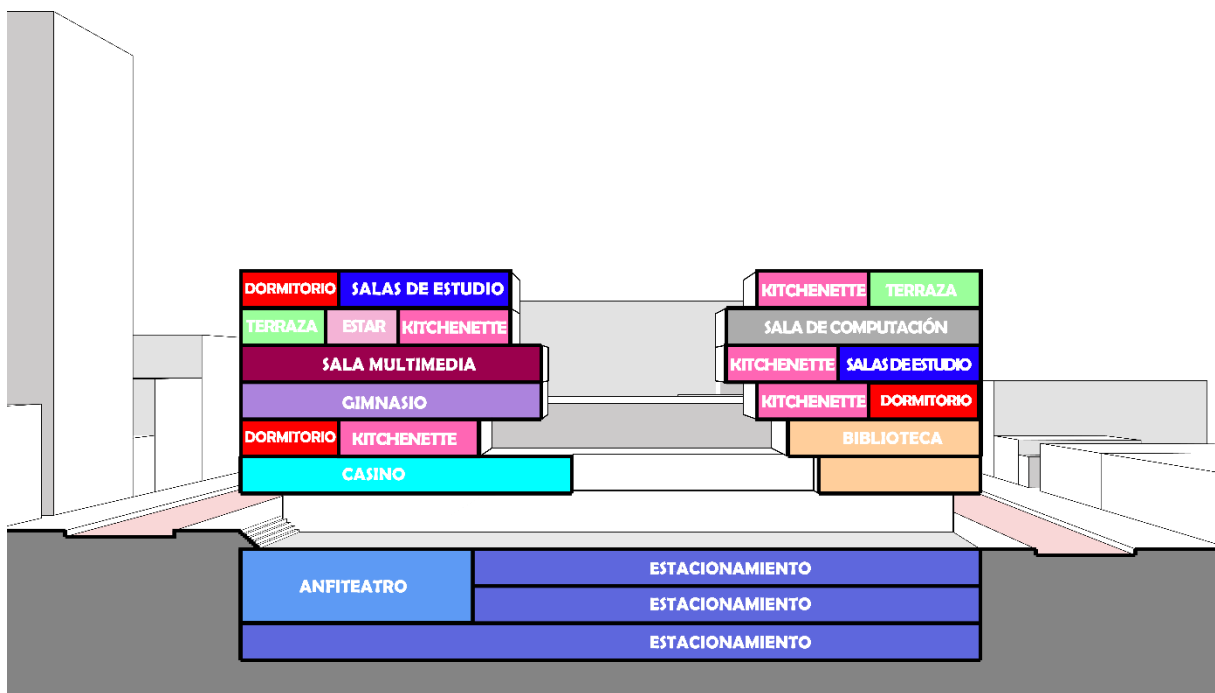 DORMITORIO SALAS DE ESTUDIO KITCHENETTE TERRAZA
TERRAZA ESTAR KITCHENETTE SALA DE COMPUTACIÓN
SALA MULTIMEDIA KITCHENETTE SALAS DE ESTUDIO
GIMNASIO KITCHENETTE DORMITORIO
DORMITORIO KITCHENETTE BIBLIOTECA
CASINO
ANFITEATRO
ESTACIONAMIENTO
ESTACIONAMIENTO
ESTACIONAMIENTO